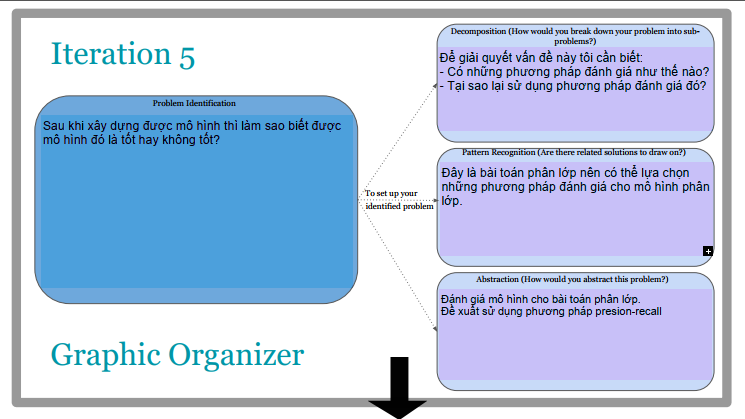 Iteration 5
Problem Identification
Sau khi xây dựng được mô hình thì làm sao biết được
mô hình đó là tốt hay không tốt?
To set up your
identified problem
Decomposition (How would you break down your problem into sub-
problems?)
Để giải quyết vấn đề này tôi cần biết:
- Có những phương pháp đánh giá như thế nào?
- Tại sao lại sử dụng phương pháp đánh giá đó?
Pattern Recognition (Are there related solutions to draw on?)
Đây là bài toán phân lớp nên có thể lựa chọn
những phương pháp đánh giá cho mô hình phân
lớp.
Abstraction (How would you abstract this problem?)
Đánh giá mô hình cho bài toán phân lớp.
Đề xuất sử dụng phương pháp presion-recall
Graphic Organizer